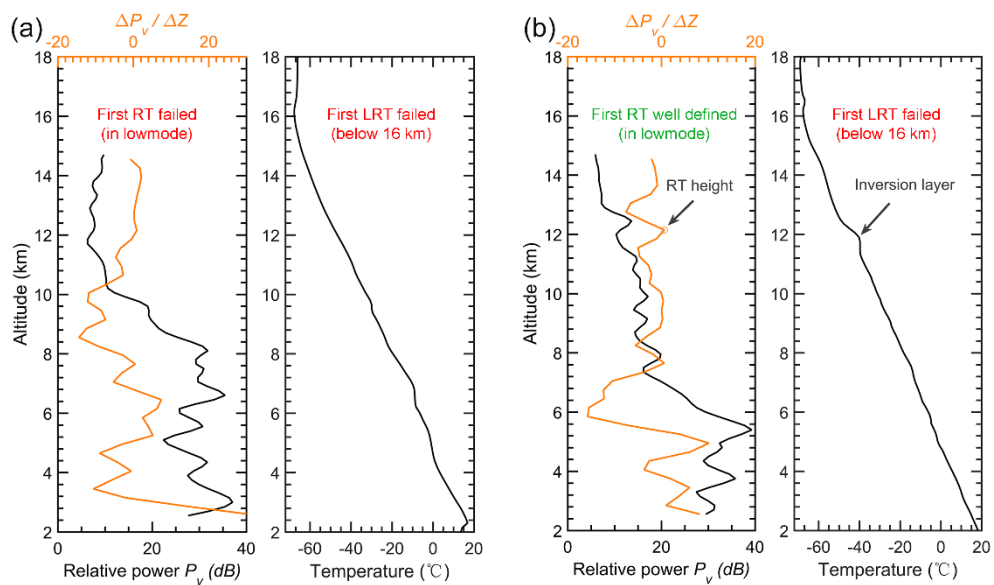 (a)
ΔPv / ΔZ
-20 0 20
First RT failed
(in lowmode)
First LRT failed
(below 16 km)
18
16
14
12
10
8
6
4
2
Altitude (km)
18
16
14
12
10
8
6
4
2
0 20 40
Relative power Pv (dB)
-60 -40 -20 0 20
Temperature (℃)
(b)
ΔPv / ΔZ
-20 0 20
First RT well defined
(in lowmode)
RT height
First LRT failed
(below 16 km)
Inversion layer
18
16
14
12
10
8
6
4
2
Altitude (km)
18
16
14
12
10
8
6
4
2
0 20 40
Relative power Pv (dB)
-60 -40 -20 0 20
Temperature (℃)